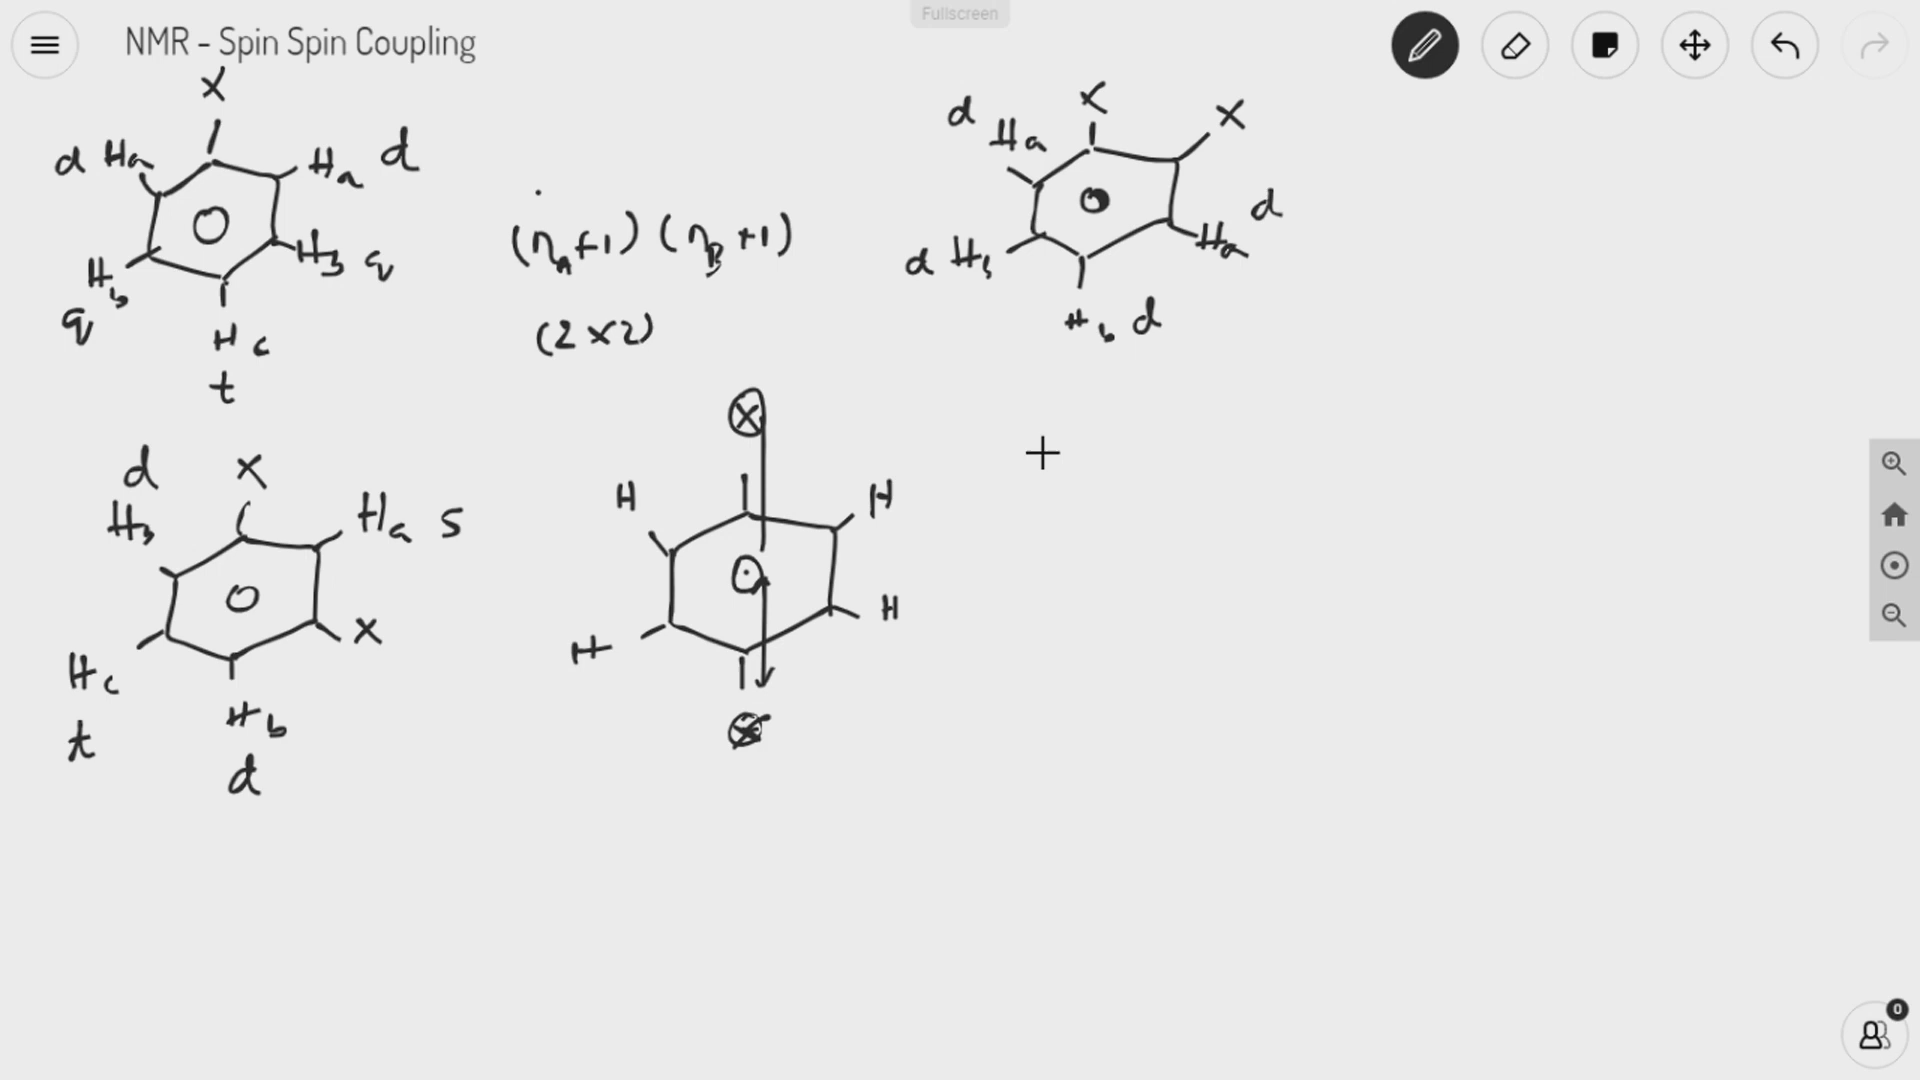 Fullscreen
NMR - Spin Spin Coupling
X
d Ha
Ha d
Hb q
Hb
q
Hc
t
(nA+1) (nB+1)
(2×2)
d
Ha
X
X
d
Ha
d Hb
Hb d
d
X
Hb
Ha s
X
Hc
t
Hb
d
X
H
H
H
H
X
0